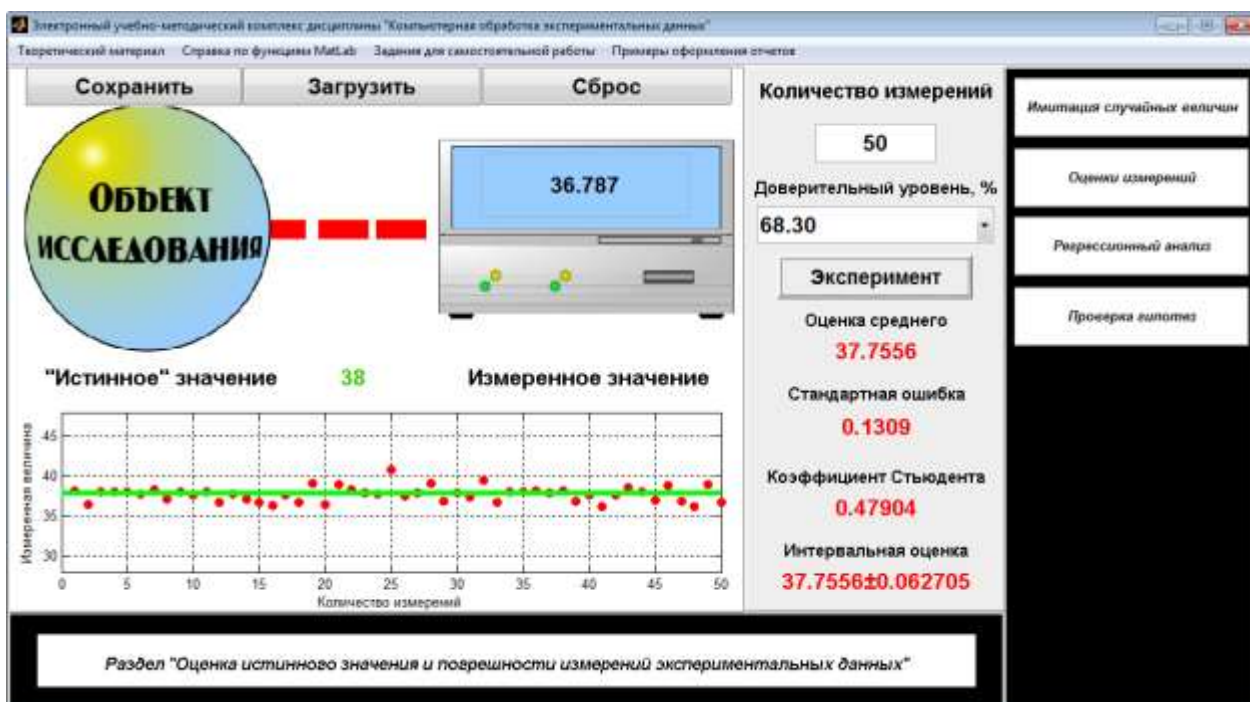 Электронный учебно-методический комплекс дисциплины "Компьютерная обработка экспериментальных данных"
Теоретический материал Справка по функциям MatLab Задания для самостоятельной работы Примеры оформления отчетов
Сохранить Загрузить Сброс
Объект
исследования
36.787
"Истинное" значение 38 Измеренное значение
Измеренная величина
45
40
35
30
0 5 10 15 20 25 30 35 40 45 50
Количество измерений
Количество измерений
50
Доверительный уровень, %
68.30
Эксперимент
Оценка среднего
37.7556
Стандартная ошибка
0.1309
Коэффициент Стьюдента
0.47904
Интервальная оценка
37.7556±0.062705
Имитация случайных величин
Оценки измерений
Регрессионный анализ
Проверка гипотез
Раздел "Оценка истинного значения и погрешности измерений экспериментальных данных"